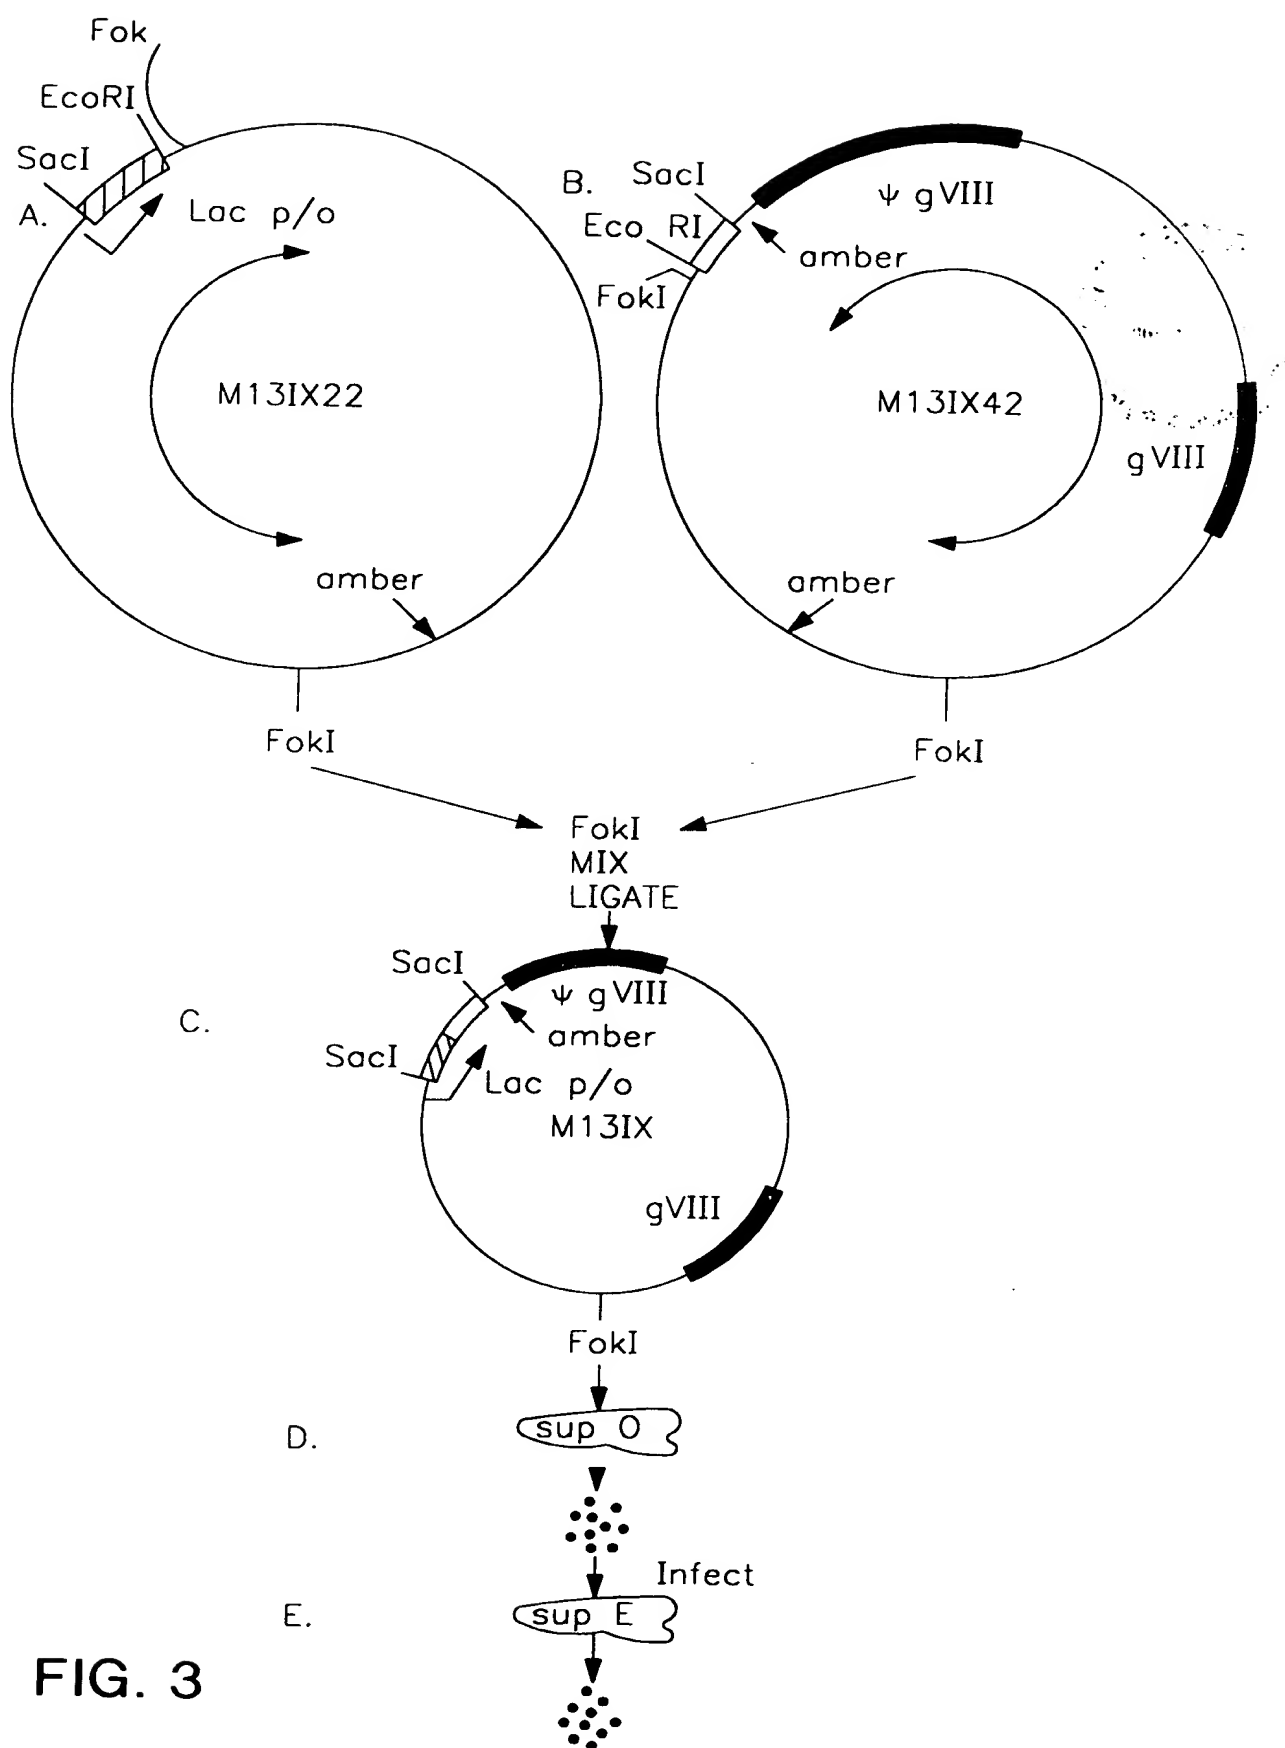 Fok
EcoRI
SacI
A.
Lac p/o
M13IX22
amber
FokI
B.
SacI
Eco RI
FokI
ψ gVIII
amber
M13IX42
gVIII
amber
FokI
FokI
MIX
LIGATE
C.
SacI
ψ gVIII
amber
SacI
Lac p/o
M13IX
gVIII
FokI
D.
sup O
Infect
E.
sup E
FIG. 3